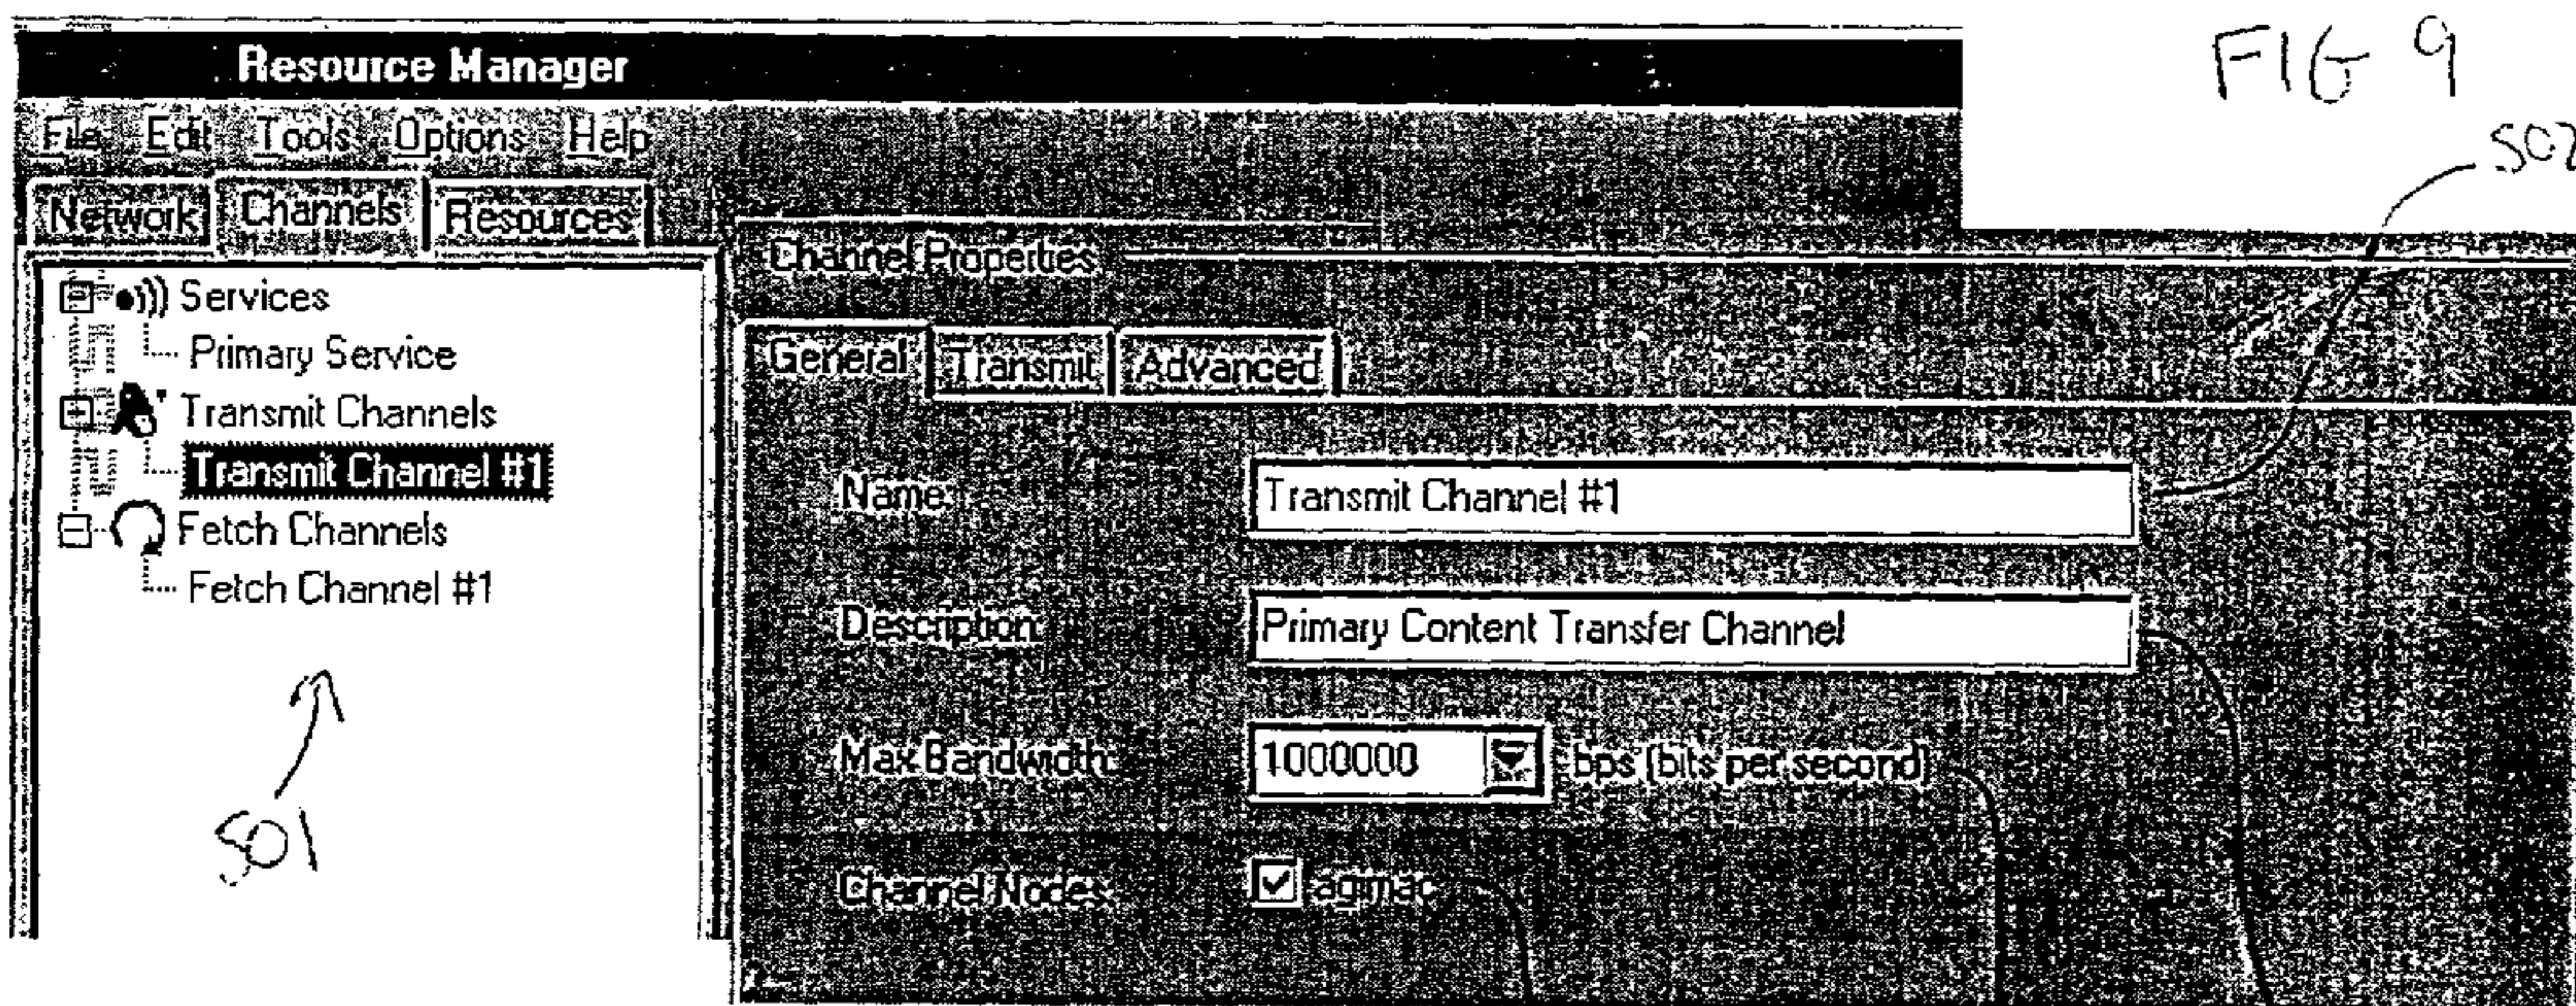 FIG 9
Resource Manager
File Edit Tools Options Help
502
Network Channels Resources
Channel Properties
Services
Primary Service
Transmit Channels
Transmit Channel #1
Fetch Channels
Fetch Channel #1
General Transmit Advanced
Name: Transmit Channel #1
Description: Primary Content Transfer Channel
Max Bandwidth: 1000000 bps (bits per second)
Channel Nodes: agimac
501